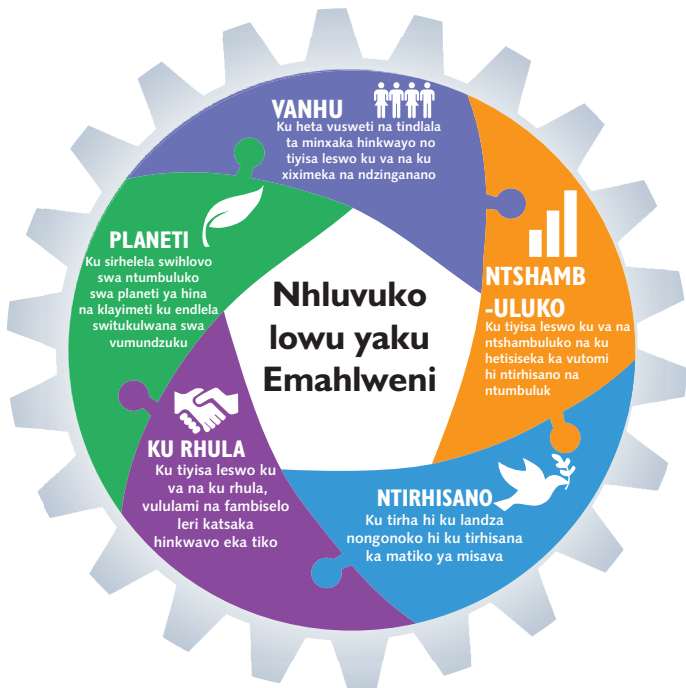 VANHU
Ku heta vusweti na tindlala
ta minxaka hinkwayo no
tiyisa leswo ku va na ku
xiximeka na ndzinganano
NTSHAMB
-ULUKO
Ku tiyisa leswo ku va na
ntshambuluko na ku
hetisiseka ka vutomi
hi ntirhisano na
ntumbuluk
NTIRHISANO
Ku tirha hi ku landza
nongonoko hi ku tirhisana
ka matiko ya misava
KU RHULA
Ku tiyisa leswo ku
va na ku rhula,
vululami na fambiselo
leri katsaka
hinkwavo eka tiko
PLANETI
Ku sirhelela swihlovo
swa ntumbuluko
swa planeti ya hina
na klayimeti ku endlela
switukulwana swa
vumundzuku
Nhluvuko
lowu yaku
Emahlweni